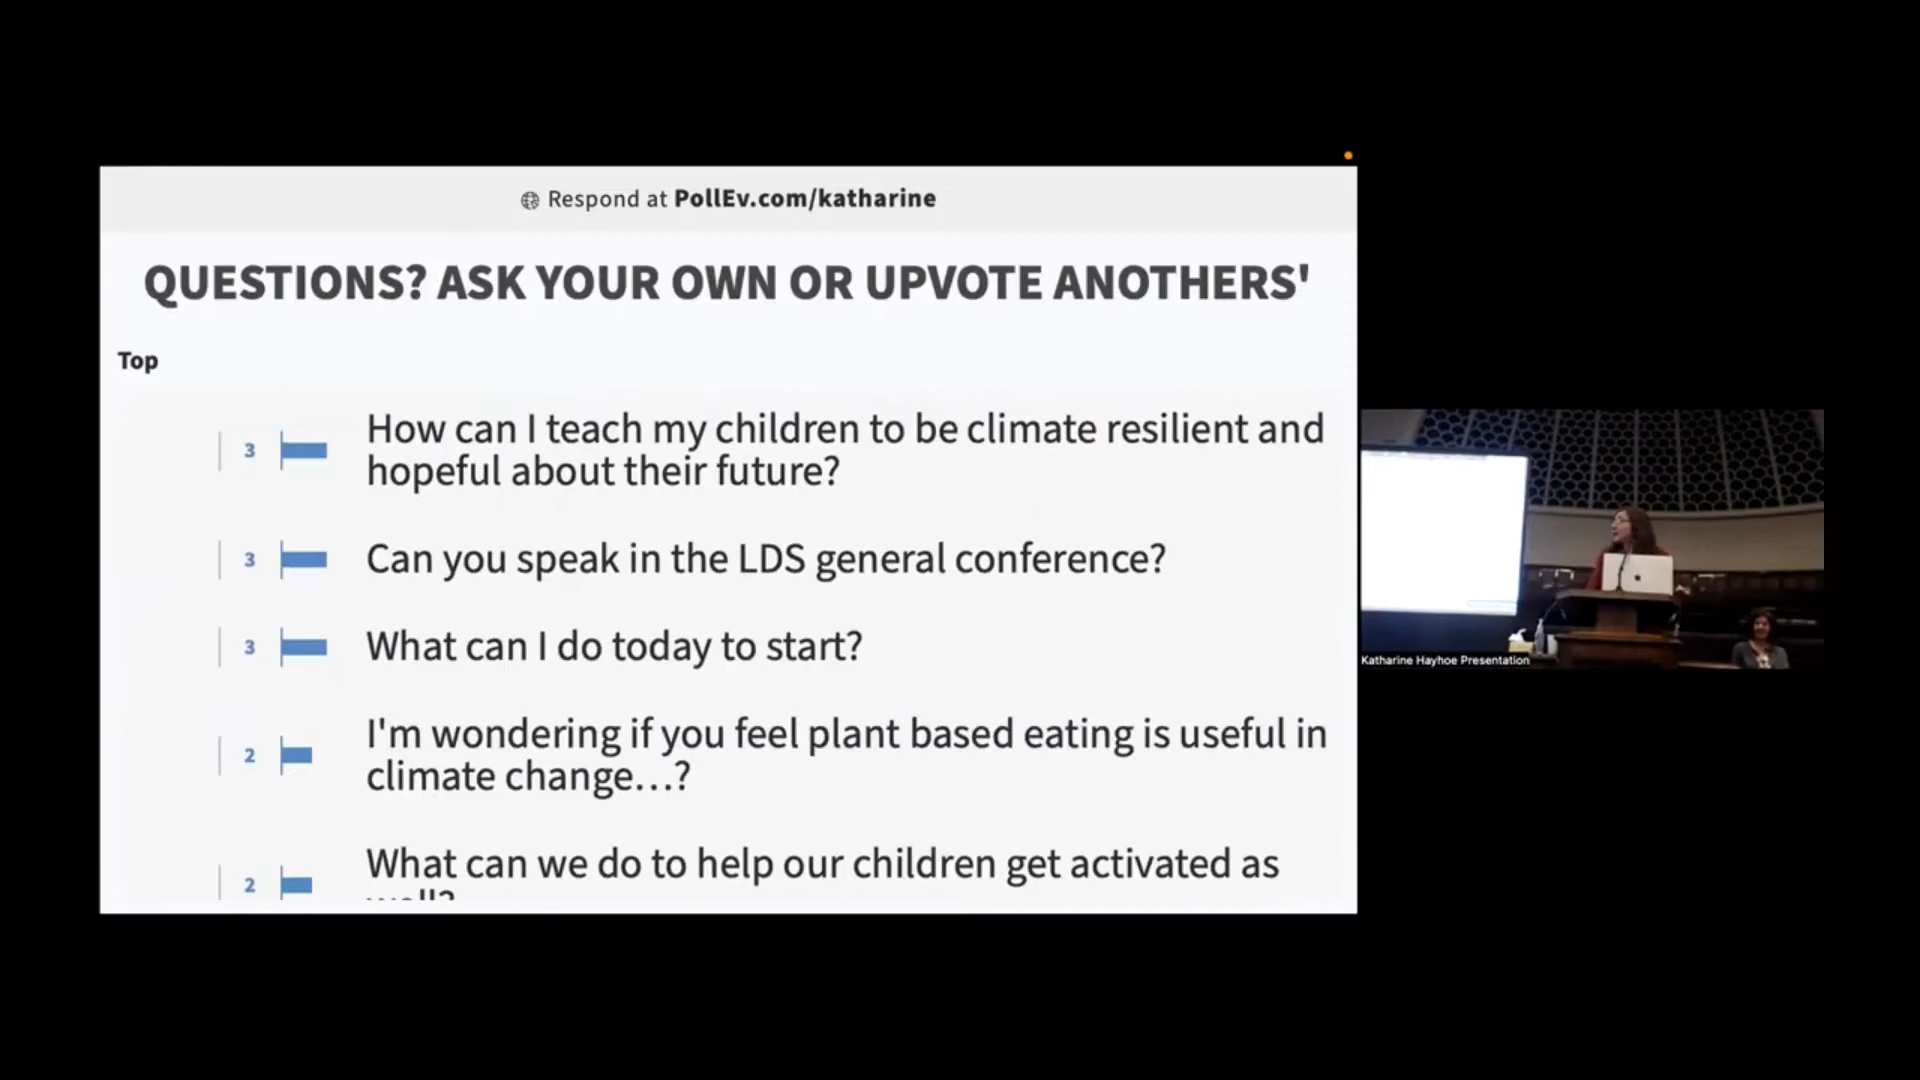 Respond at PollEv.com/katharine
QUESTIONS? ASK YOUR OWN OR UPVOTE ANOTHERS'
Top
3 How can I teach my children to be climate resilient and
hopeful about their future?
3 Can you speak in the LDS general conference?
3 What can I do today to start?
2 I'm wondering if you feel plant based eating is useful in
climate change...?
2 What can we do to help our children get activated as
well?
Katharine Hayhoe Presentation